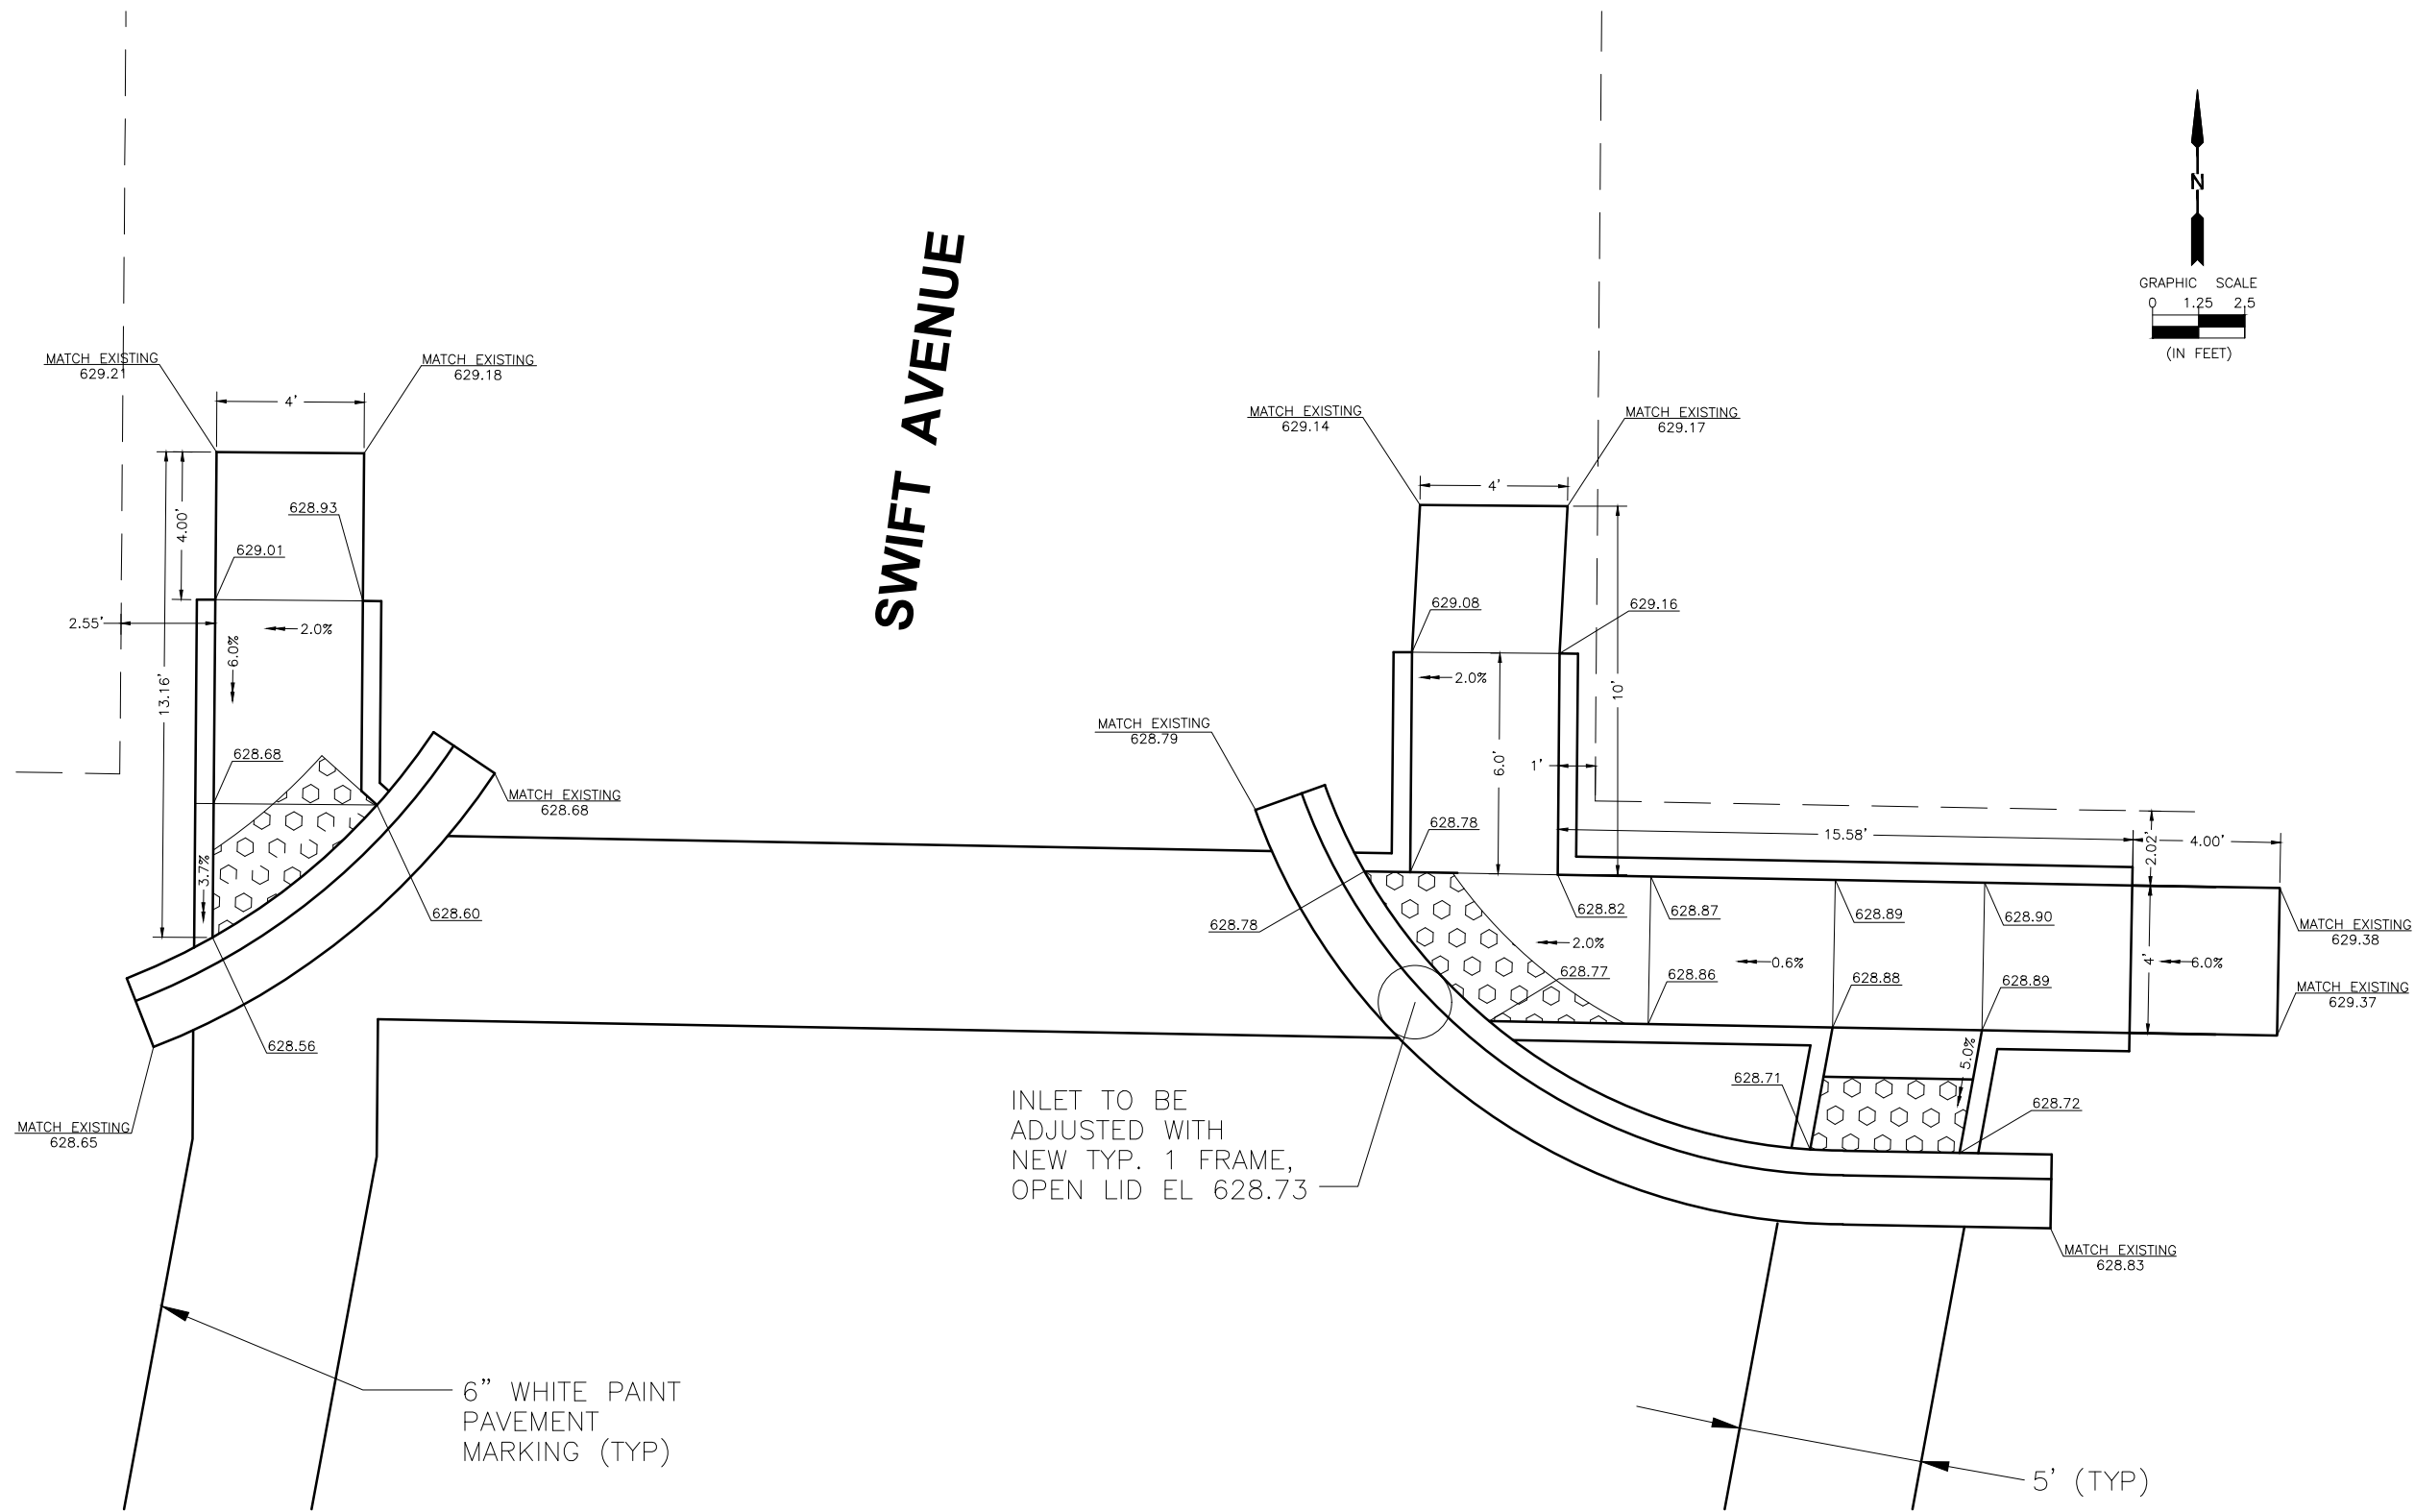 N
GRAPHIC SCALE
0 1.25 2.5
(IN FEET)
SWIFT AVENUE
MATCH EXISTING
629.21
MATCH EXISTING
629.18
4'
4.00'
628.93
629.01
2.55'
2.0%
6.0%
13.16'
628.68
3.7%
MATCH EXISTING
628.68
628.60
628.56
MATCH EXISTING
628.65
MATCH EXISTING
629.14
MATCH EXISTING
629.17
4'
629.08
629.16
2.0%
10'
MATCH EXISTING
628.79
6.0'
1'
628.78
15.58'
2.02'
4.00'
628.78
628.82
628.87
628.89
628.90
MATCH EXISTING
629.38
2.0%
628.77
628.86
0.6%
628.88
628.89
4'
6.0%
MATCH EXISTING
629.37
5.0%
628.71
628.72
INLET TO BE
ADJUSTED WITH
NEW TYP. 1 FRAME,
OPEN LID EL 628.73
MATCH EXISTING
628.83
6" WHITE PAINT
PAVEMENT
MARKING (TYP)
5' (TYP)